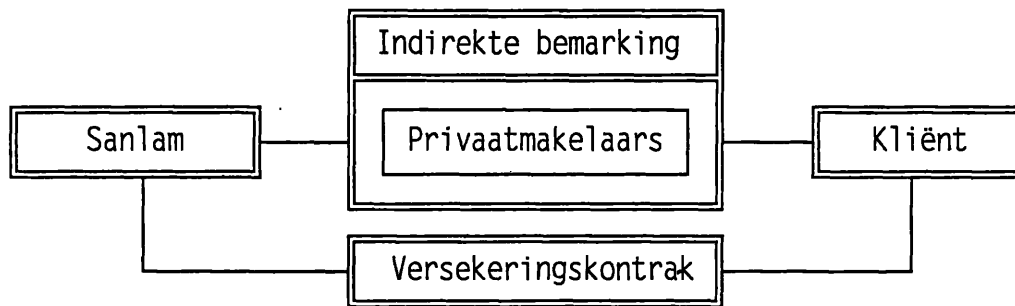 Indirekte bemarking
Sanlam
Privaatmakelaars
Kliënt
Versekeringskontrak